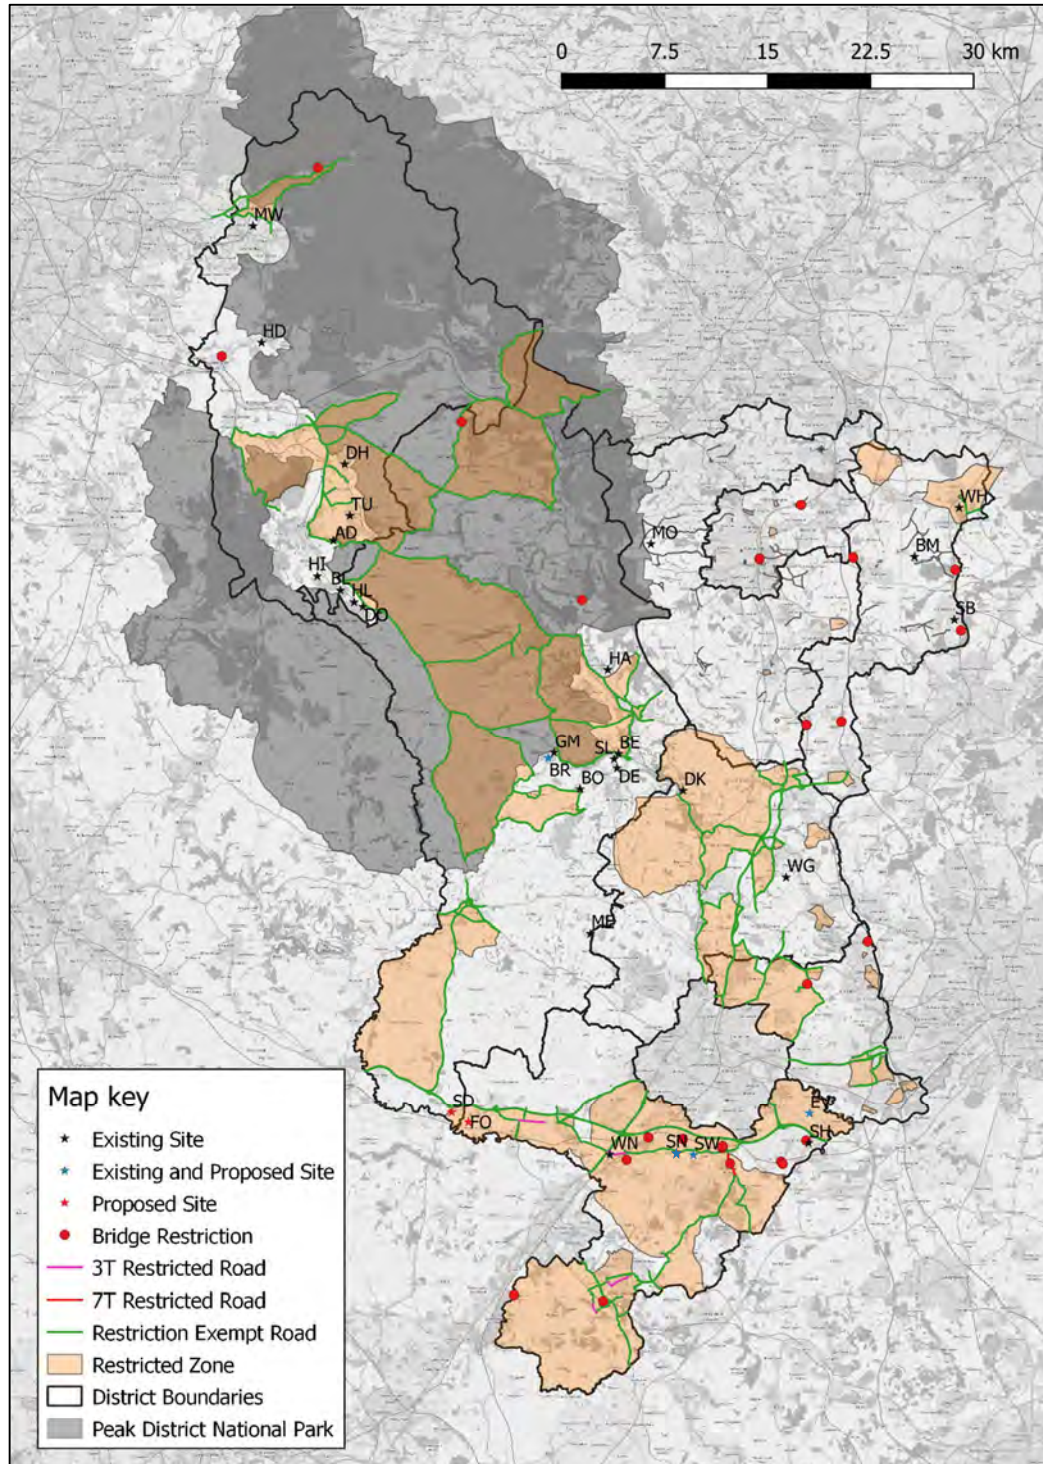 0 7.5 15 22.5 30 km
MW
HD
DH
WH
TU
MO
AD
BM
HI
BL
HL
DO
SB
HA
GM
SL
BE
BR
DE
BO
DK
WG
ME
Map key
Existing Site
Existing and Proposed Site
Proposed Site
Bridge Restriction
3T Restricted Road
7T Restricted Road
Restriction Exempt Road
Restricted Zone
District Boundaries
Peak District National Park
SD
FO
WN
SN
SW
SH